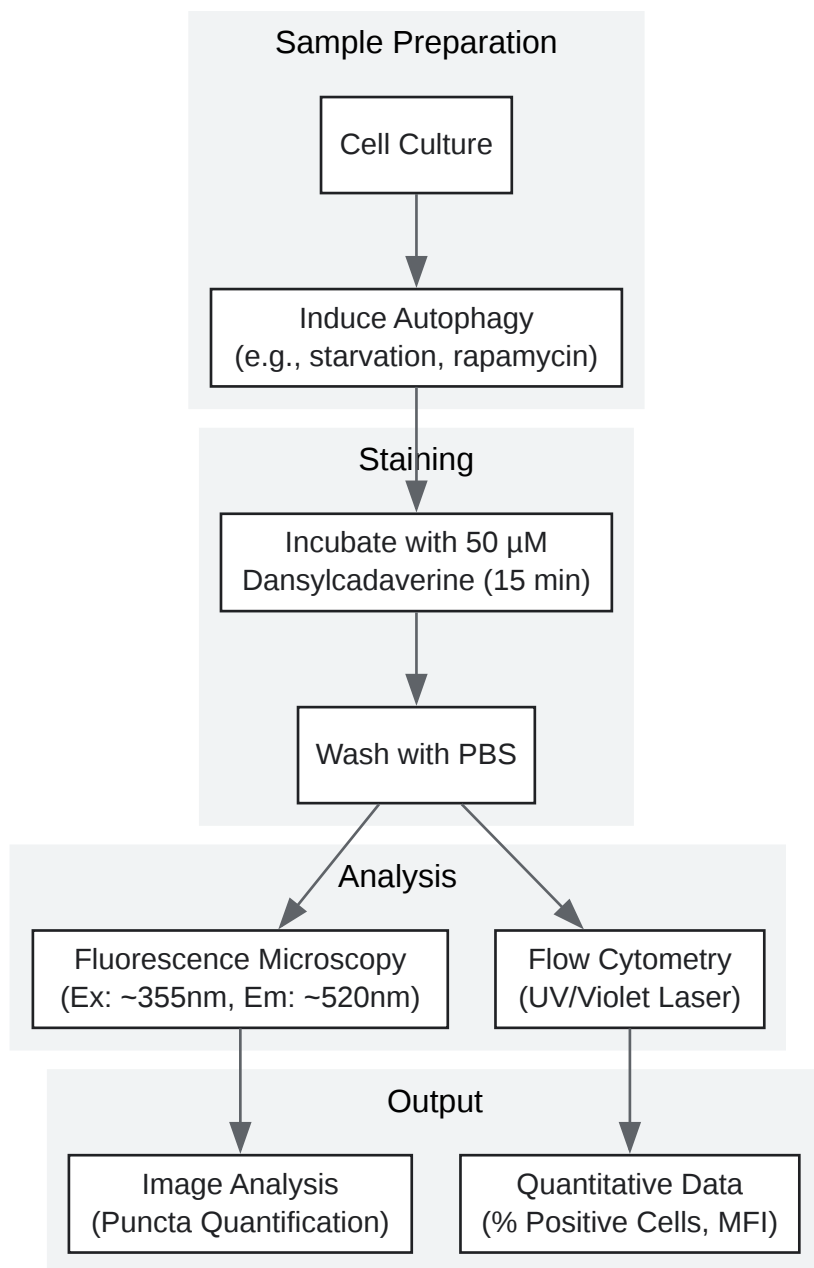 Sample Preparation
Cell Culture
Induce Autophagy
(e.g., starvation, rapamycin)
Staining
Incubate with 50 µM
Dansylcadaverine (15 min)
Wash with PBS
Analysis
Fluorescence Microscopy
(Ex: ~355nm, Em: ~520nm)
Flow Cytometry
(UV/Violet Laser)
Output
Image Analysis
(Puncta Quantification)
Quantitative Data
(% Positive Cells, MFI)